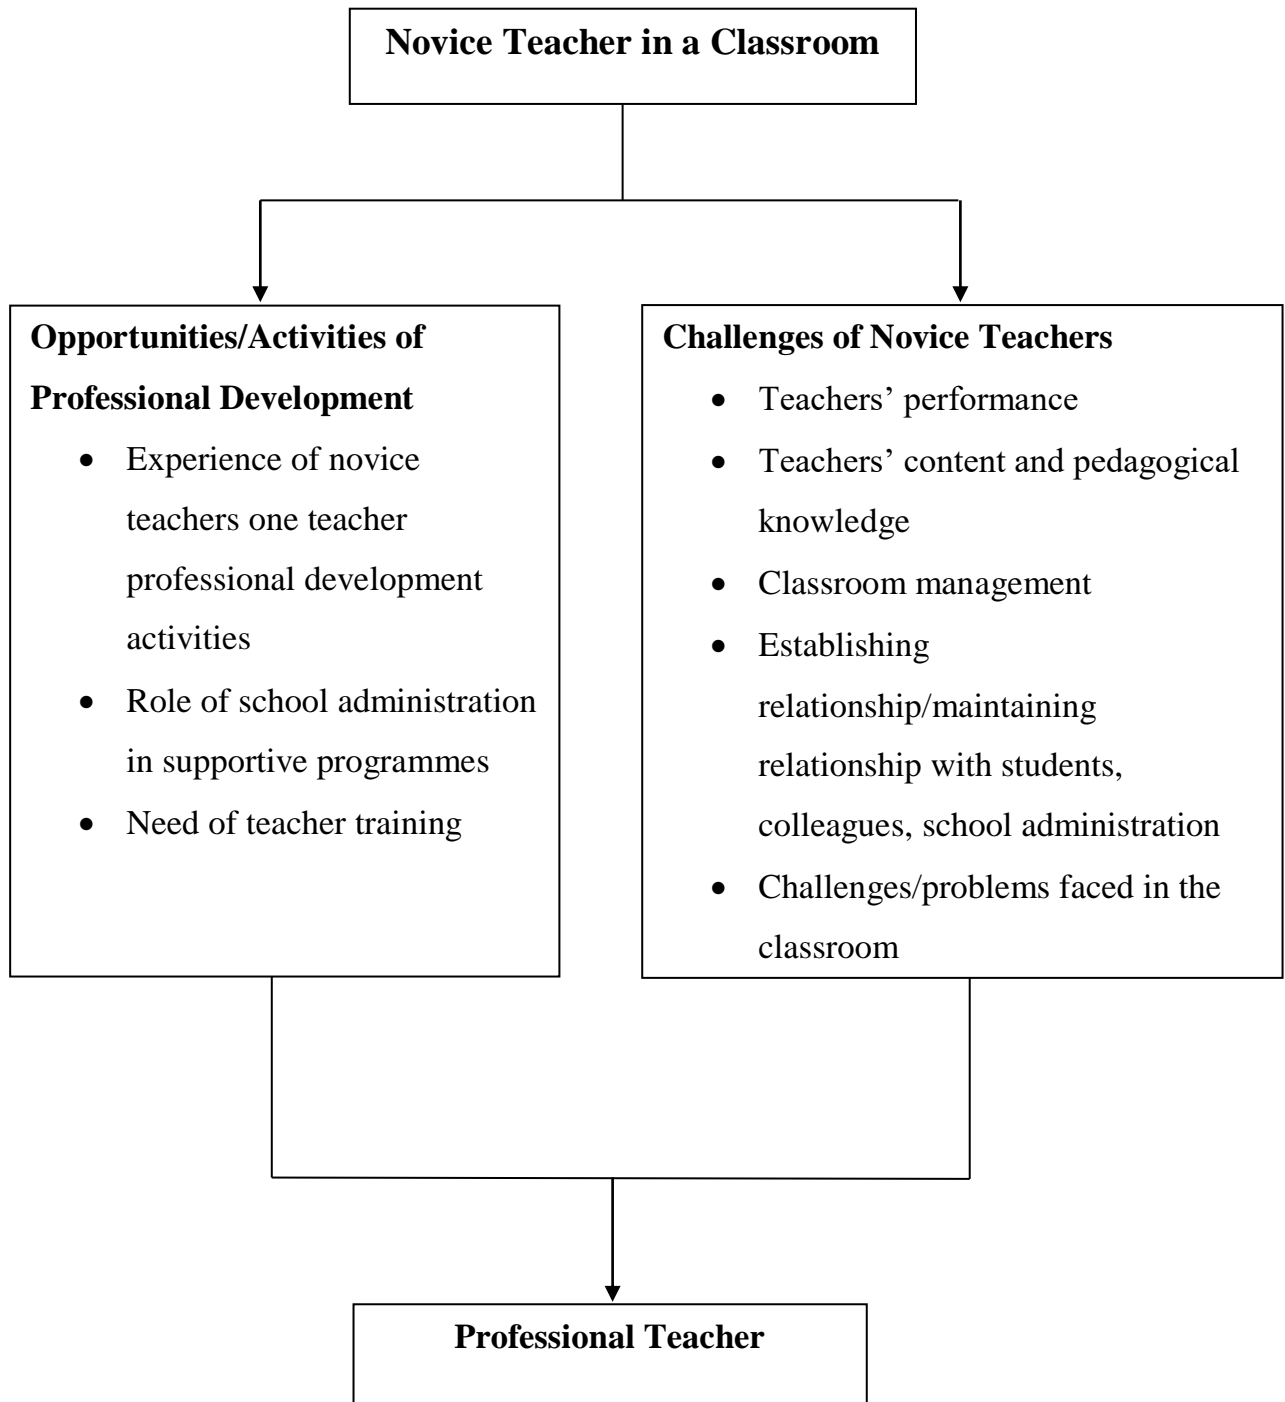 Novice Teacher in a Classroom
Opportunities/Activities of
Professional Development
• Experience of novice
teachers one teacher
professional development
activities
• Role of school administration
in supportive programmes
• Need of teacher training
Challenges of Novice Teachers
• Teachers’ performance
• Teachers’ content and pedagogical
knowledge
• Classroom management
• Establishing
relationship/maintaining
relationship with students,
colleagues, school administration
• Challenges/problems faced in the
classroom
Professional Teacher